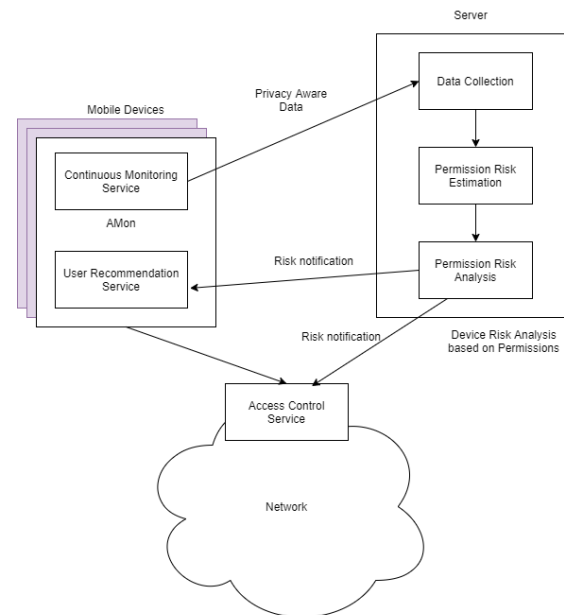 Server
Data Collection
Privacy Aware
Data
Mobile Devices
Continuous Monitoring
Service
Permission Risk
Estimation
AMon
User Recommendation
Service
Risk notification
Permission Risk
Analysis
Risk notification
Device Risk Analysis
based on Permissions
Access Control
Service
Network